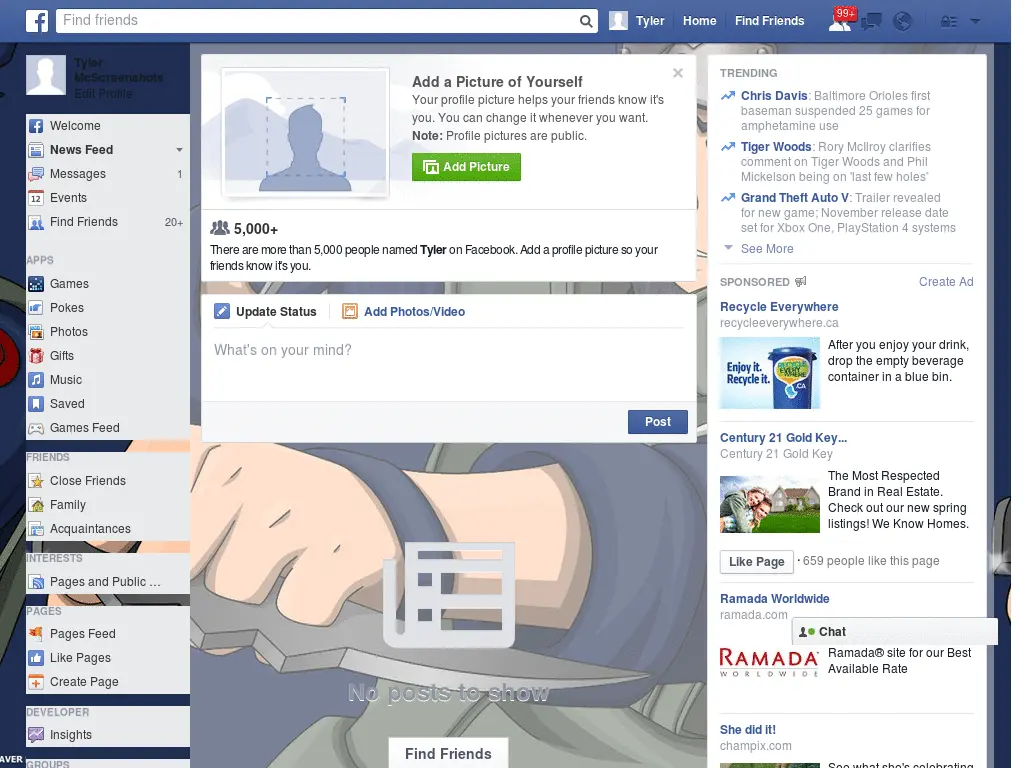 Find friends
Tyler
Home
Find Friends
99+
Tyler
McScreenshots
Edit Profile
Welcome
News Feed
Messages 1
12 Events
Find Friends 20+
APPS
Games
Pokes
Photos
Gifts
Music
Saved
Games Feed
FRIENDS
Close Friends
Family
Acquaintances
INTERESTS
Pages and Public ...
PAGES
Pages Feed
Like Pages
Create Page
DEVELOPER
Insights
GROUPS
AVER
Add a Picture of Yourself
Your profile picture helps your friends know it's
you. You can change it whenever you want.
Note: Profile pictures are public.
Add Picture
5,000+
There are more than 5,000 people named Tyler on Facebook. Add a profile picture so your
friends know it's you.
Update Status
Add Photos/Video
What's on your mind?
Post
No posts to show
Find Friends
TRENDING
Chris Davis: Baltimore Orioles first
baseman suspended 25 games for
amphetamine use
Tiger Woods: Rory McIlroy clarifies
comment on Tiger Woods and Phil
Mickelson being on 'last few holes'
Grand Theft Auto V: Trailer revealed
for new game; November release date
set for Xbox One, PlayStation 4 systems
See More
SPONSORED
Create Ad
Recycle Everywhere
recycleeverywhere.ca
Enjoy it.
Recycle it.
RECYCLE
EVERY
WHERE
.CA
After you enjoy your drink,
drop the empty beverage
container in a blue bin.
Century 21 Gold Key...
Century 21 Gold Key
The Most Respected
Brand in Real Estate.
Check out our new spring
listings! We Know Homes.
Like Page · 659 people like this page
Ramada Worldwide
ramada.com
Chat
RAMADA
WORLDWIDE
Ramada® site for our Best
Available Rate
She did it!
champix.com
See what she's celebrating